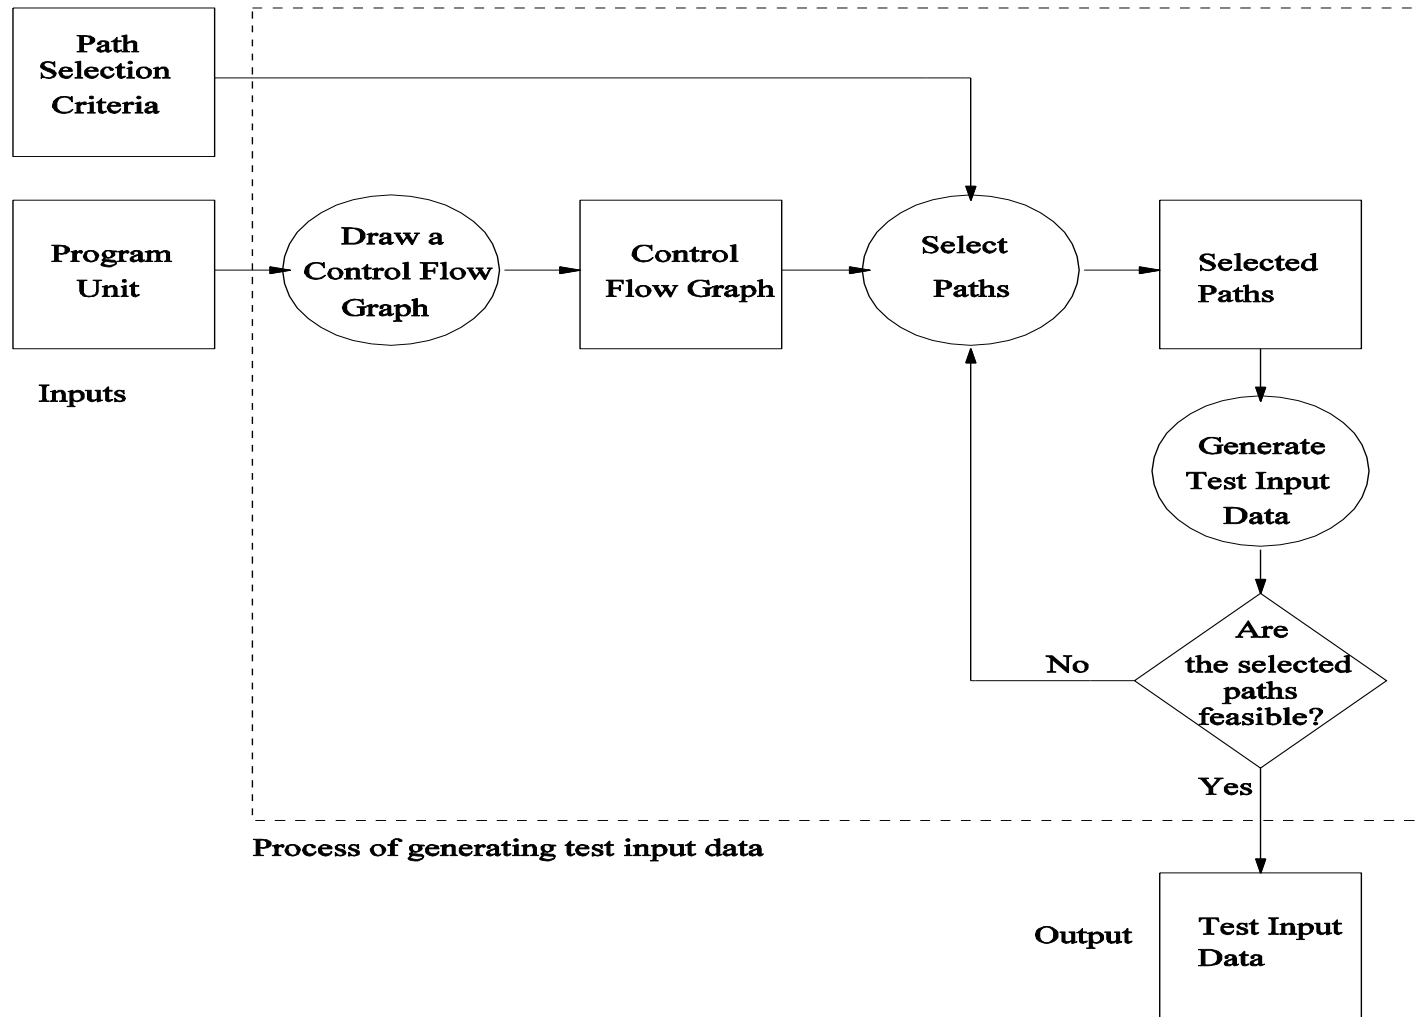 Path
Selection
Criteria
Program
Unit
Inputs
Draw a
Control Flow
Graph
Control
Flow Graph
Select
Paths
Selected
Paths
Generate
Test Input
Data
Are
the selected
paths
feasible?
No
Yes
Process of generating test input data
Output
Test Input
Data